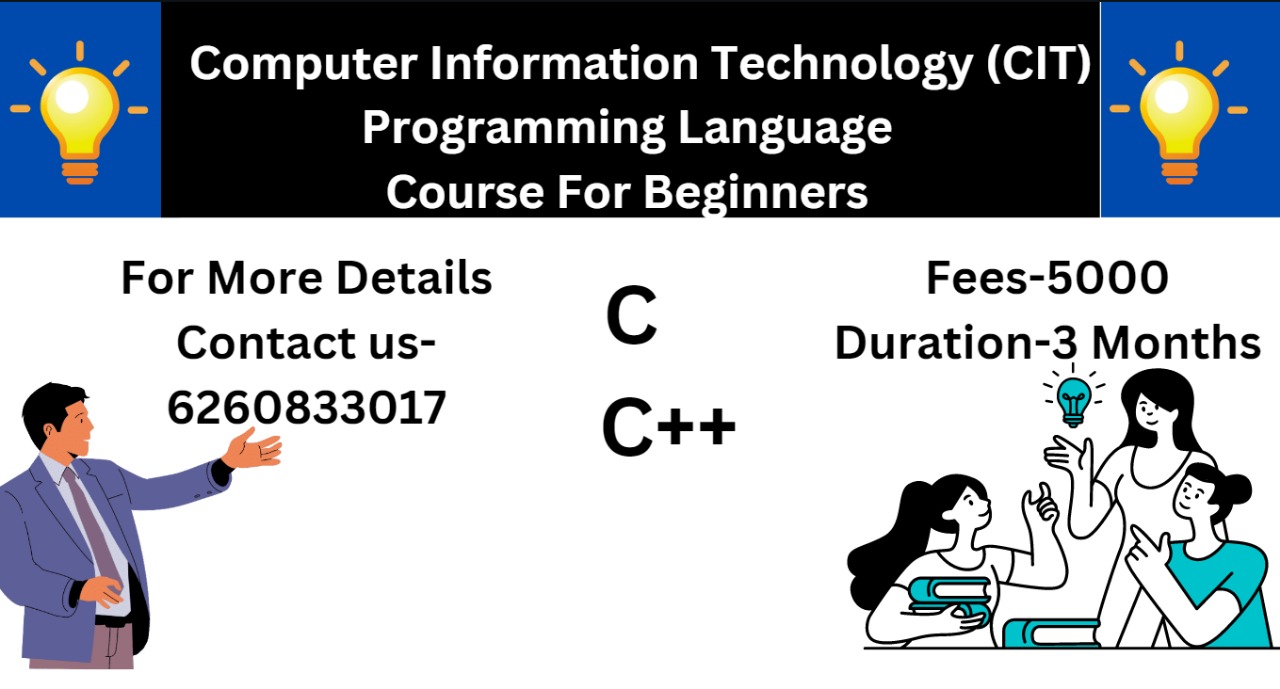 Computer Information Technology (CIT)
Programming Language
Course For Beginners
For More Details
Contact us-
6260833017
C
C++
Fees-5000
Duration-3 Months